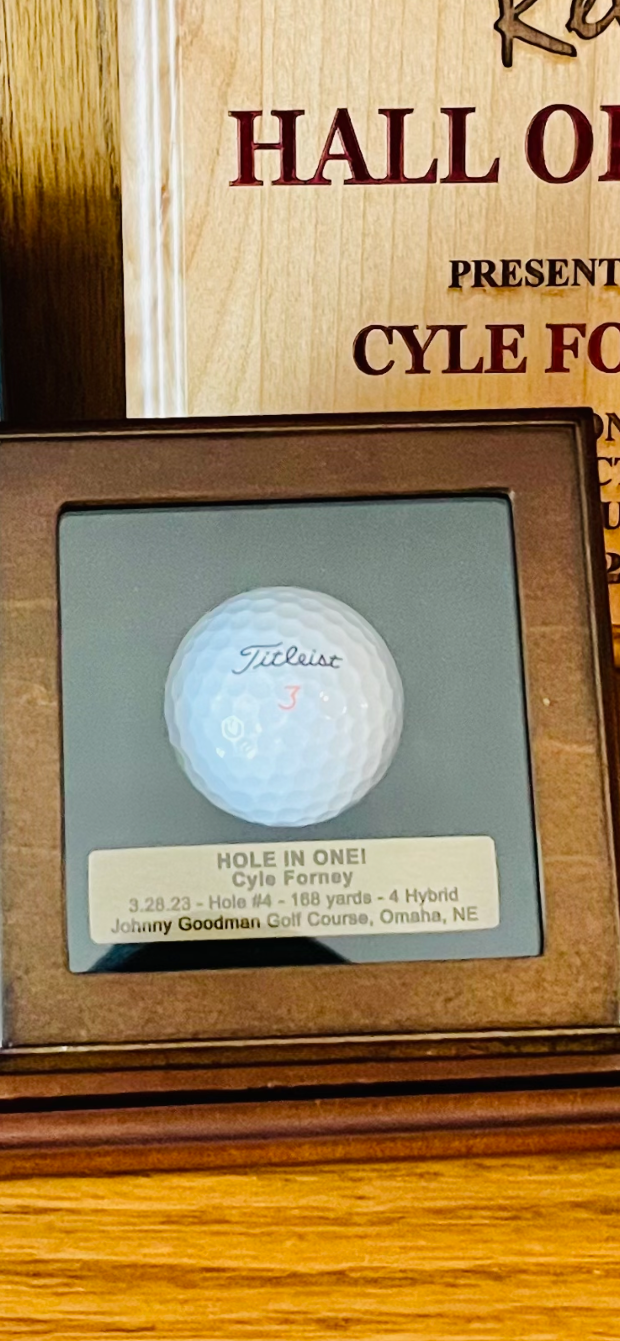 HALL OF
PRESENT
CYLE FO
Titleist
3
HOLE IN ONE!
Cyle Forney
3.28.23 - Hole #4 - 168 yards - 4 Hybrid
Johnny Goodman Golf Course, Omaha, NE